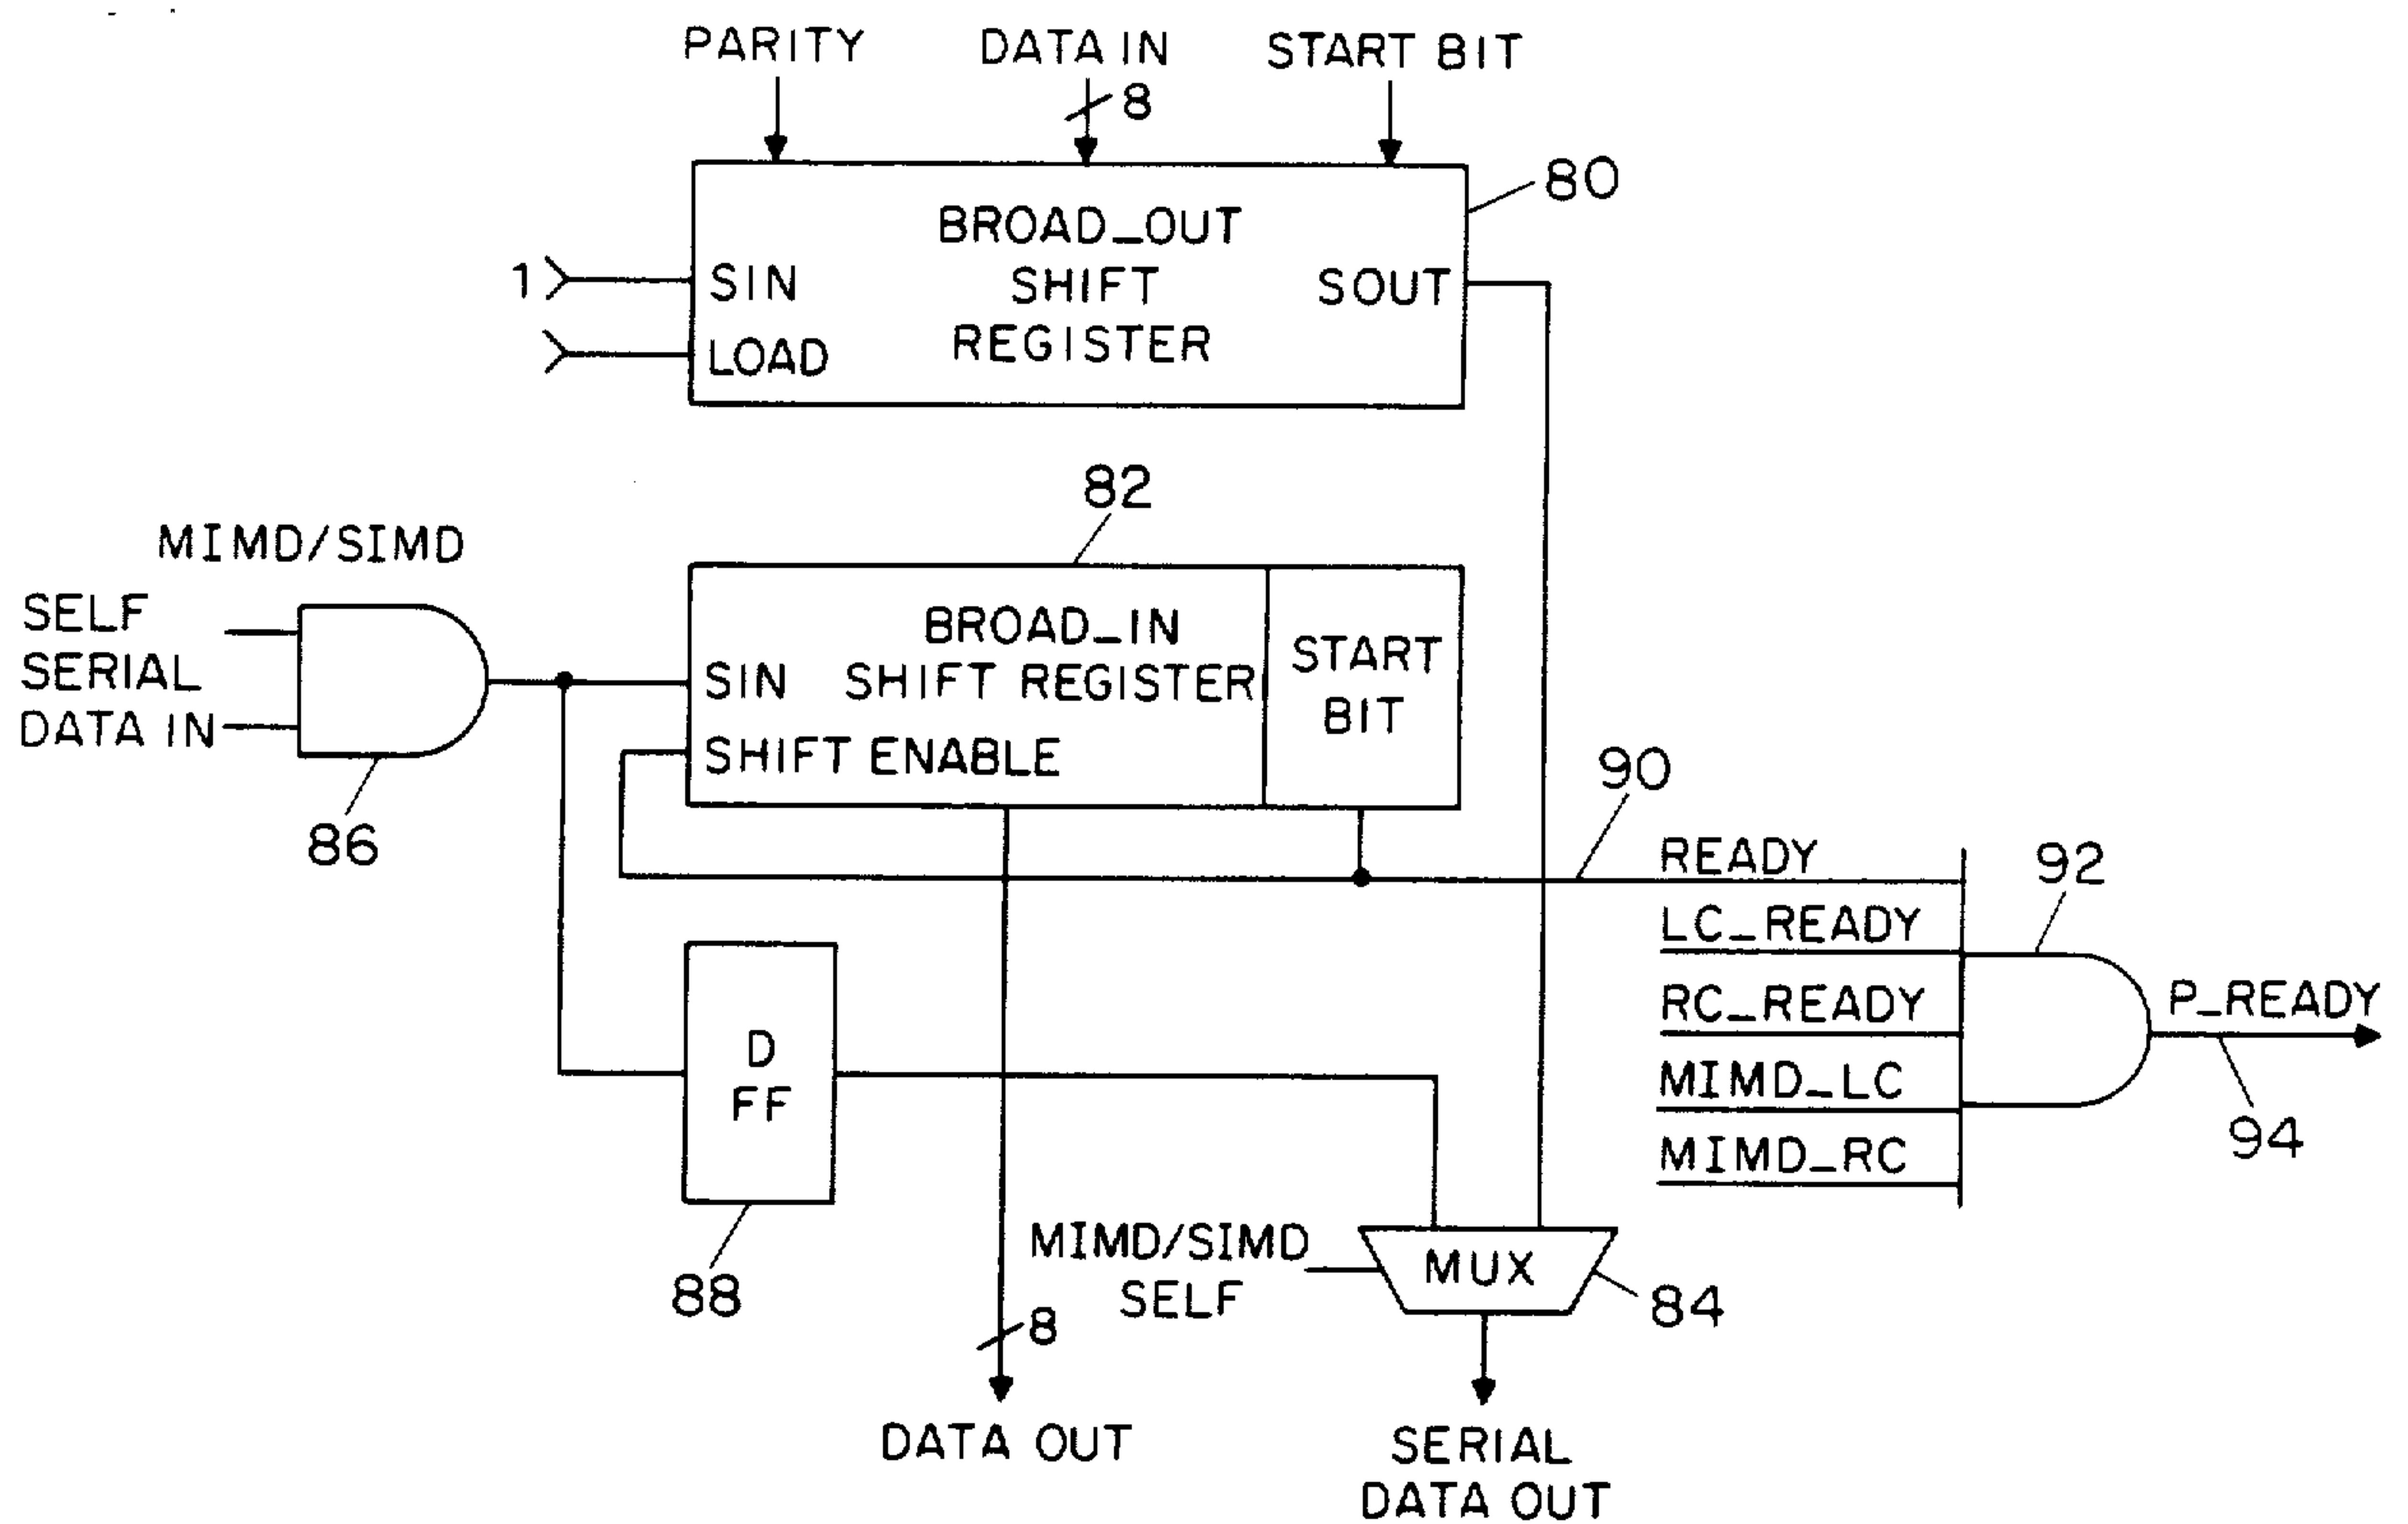 PARITY
DATA IN
START BIT
8
80
BROAD_OUT
SHIFT
REGISTER
1
SIN
SOUT
LOAD
82
MIMD/SIMD
SELF
SERIAL
DATA IN
86
BROAD_IN
SIN SHIFT REGISTER
SHIFT ENABLE
START
BIT
90
READY
92
LC_READY
RC_READY
P_READY
MIMD_LC
94
MIMD_RC
D
FF
88
MIMD/SIMD
SELF
MUX
84
8
DATA OUT
SERIAL
DATA OUT